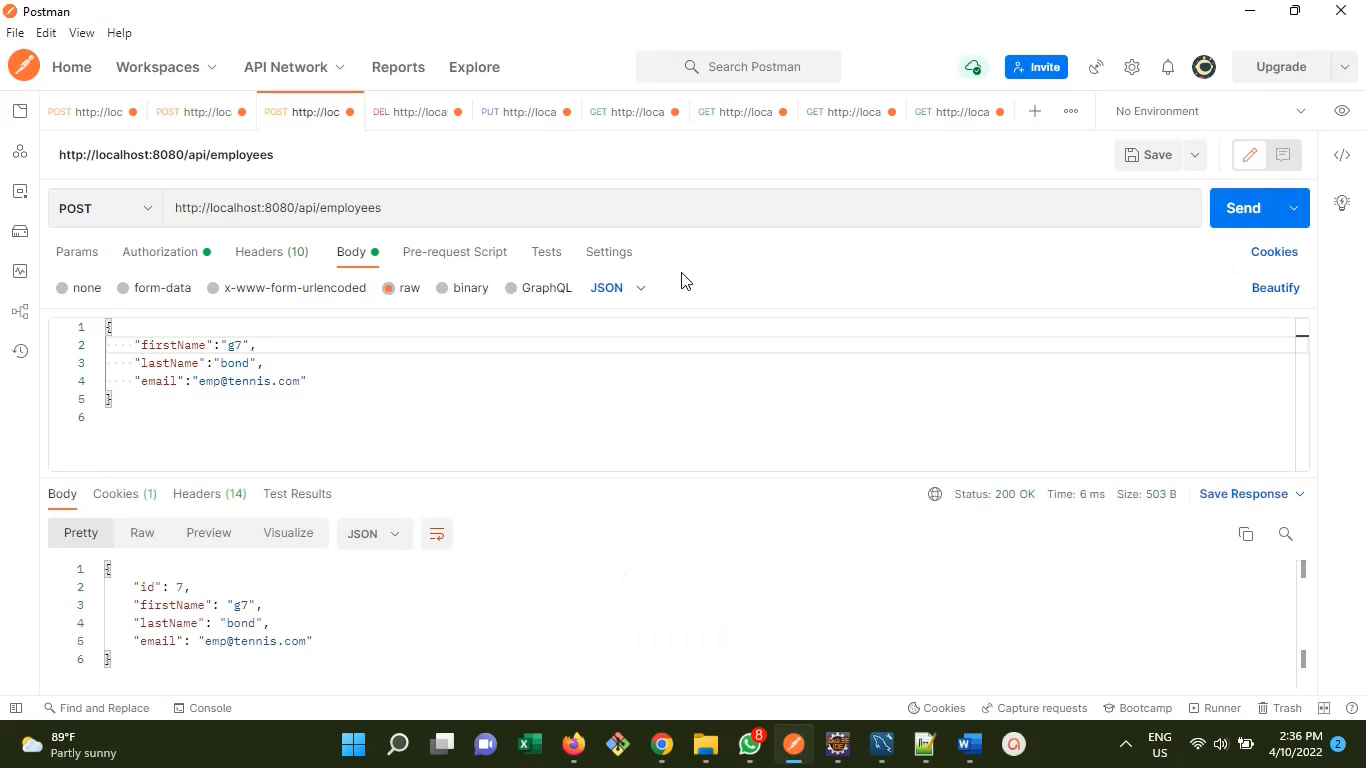 Postman
File Edit View Help
Home Workspaces API Network Reports Explore Search Postman Invite Upgrade
POST http://loc POST http://loc POST http://loc DEL http://loca PUT http://loca GET http://loca GET http://loca GET http://loca GET http://loca No Environment
http://localhost:8080/api/employees Save
POST http://localhost:8080/api/employees Send
Params Authorization Headers (10) Body Pre-request Script Tests Settings Cookies
none form-data x-www-form-urlencoded raw binary GraphQL JSON Beautify
1 {
2 "firstName":"g7",
3 "lastName":"bond",
4 "email":"emp@tennis.com"
5 }
6
Body Cookies (1) Headers (14) Test Results Status: 200 OK Time: 6 ms Size: 503 B Save Response
Pretty Raw Preview Visualize JSON
1 {
2 "id": 7,
3 "firstName": "g7",
4 "lastName": "bond",
5 "email": "emp@tennis.com"
6 }
Find and Replace Console Cookies Capture requests Bootcamp Runner Trash
89°F
Partly sunny
8
ENG
US
2:36 PM
4/10/2022
2